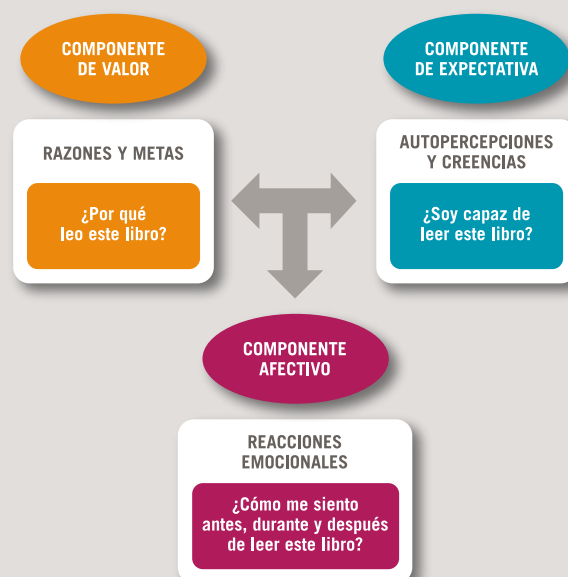 COMPONENTE
DE VALOR
RAZONES Y METAS
¿Por qué
leo este libro?
COMPONENTE
DE EXPECTATIVA
AUTOPERCEPCIONES
Y CREENCIAS
¿Soy capaz de
leer este libro?
COMPONENTE
AFECTIVO
REACCIONES
EMOCIONALES
¿Cómo me siento
antes, durante y después
de leer este libro?